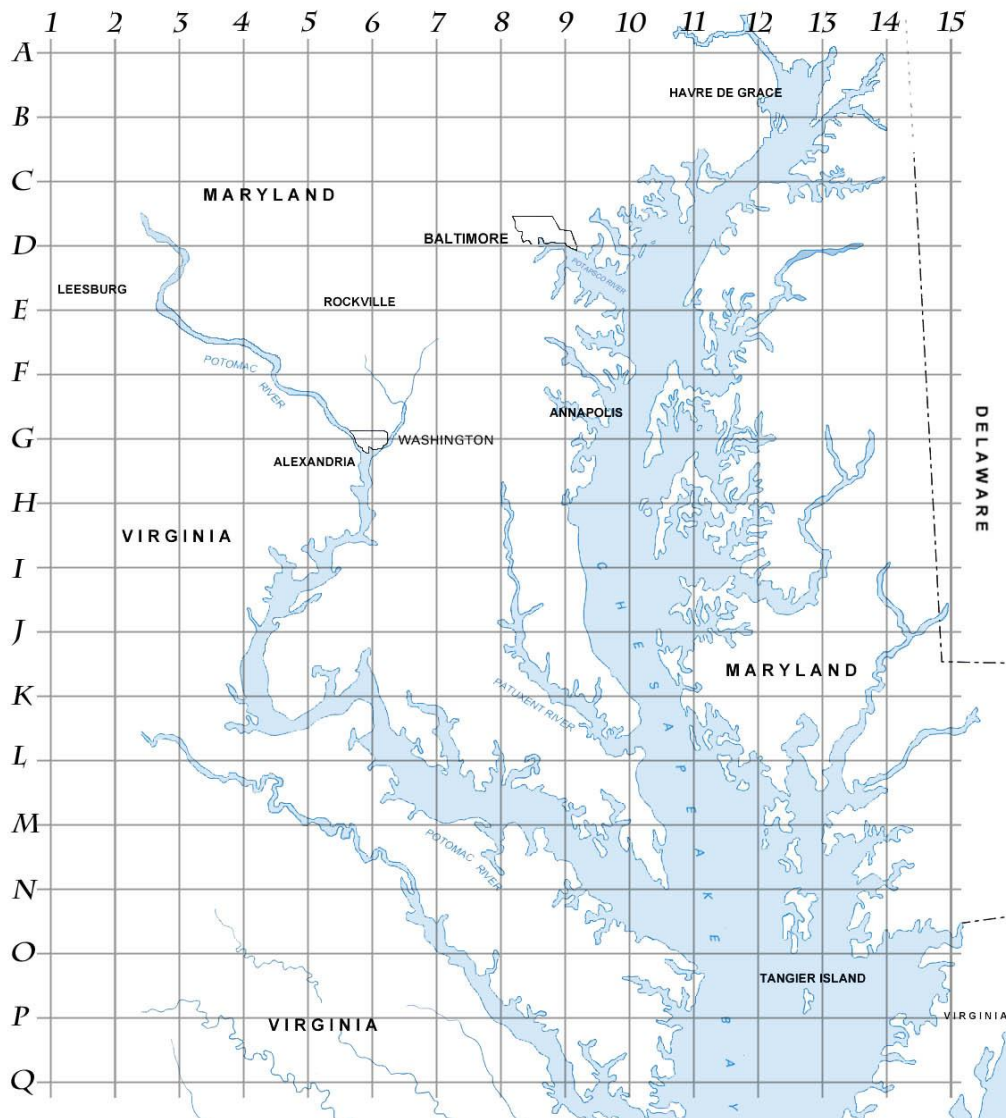 1 2 3 4 5 6 7 8 9 10 11 12 13 14 15
A
HAVRE DE GRACE
B
C
MARYLAND
BALTIMORE
D
POTAPSCO RIVER
LEESBURG
ROCKVILLE
E
POTOMAC RIVER
F
ANNAPOLIS
DELAWARE
G
WASHINGTON
ALEXANDRIA
H
VIRGINIA
I
CHESAPEAKE BAY
J
MARYLAND
K
PATUXENT RIVER
L
M
POTOMAC RIVER
N
O
TANGIER ISLAND
P
VIRGINIA
VIRGINIA
Q